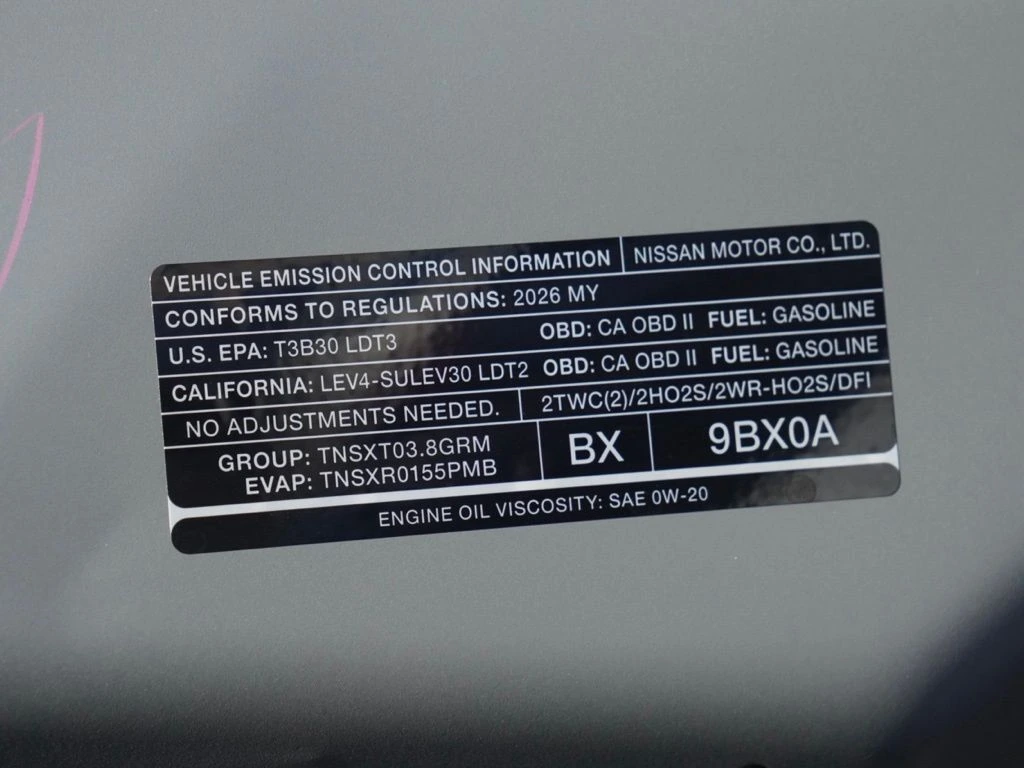 VEHICLE EMISSION CONTROL INFORMATION NISSAN MOTOR CO., LTD.
CONFORMS TO REGULATIONS: 2026 MY
U.S. EPA: T3B30 LDT3 OBD: CA OBD II FUEL: GASOLINE
CALIFORNIA: LEV4-SULEV30 LDT2 OBD: CA OBD II FUEL: GASOLINE
NO ADJUSTMENTS NEEDED. 2TWC(2)/2HO2S/2WR-HO2S/DFI
GROUP: TNSXT03.8GRM
EVAP: TNSXR0155PMB
BX 9BX0A
ENGINE OIL VISCOSITY: SAE 0W-20